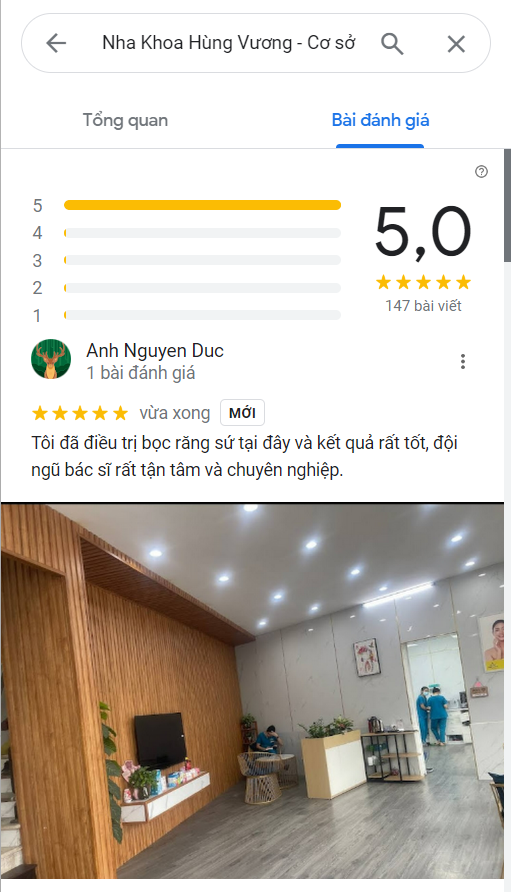 Nha Khoa Hùng Vương - Cơ sở
Tổng quan
Bài đánh giá
5
4
3
2
1
5,0
147 bài viết
Anh Nguyen Duc
1 bài đánh giá
vừa xong MỚI
Tôi đã điều trị bọc răng sứ tại đây và kết quả rất tốt, đội
ngũ bác sĩ rất tận tâm và chuyên nghiệp.